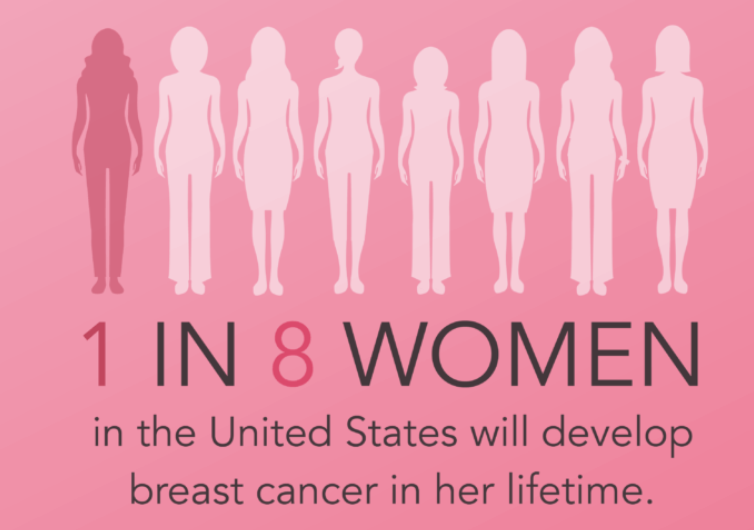 1 IN 8 WOMEN
in the United States will develop
breast cancer in her lifetime.